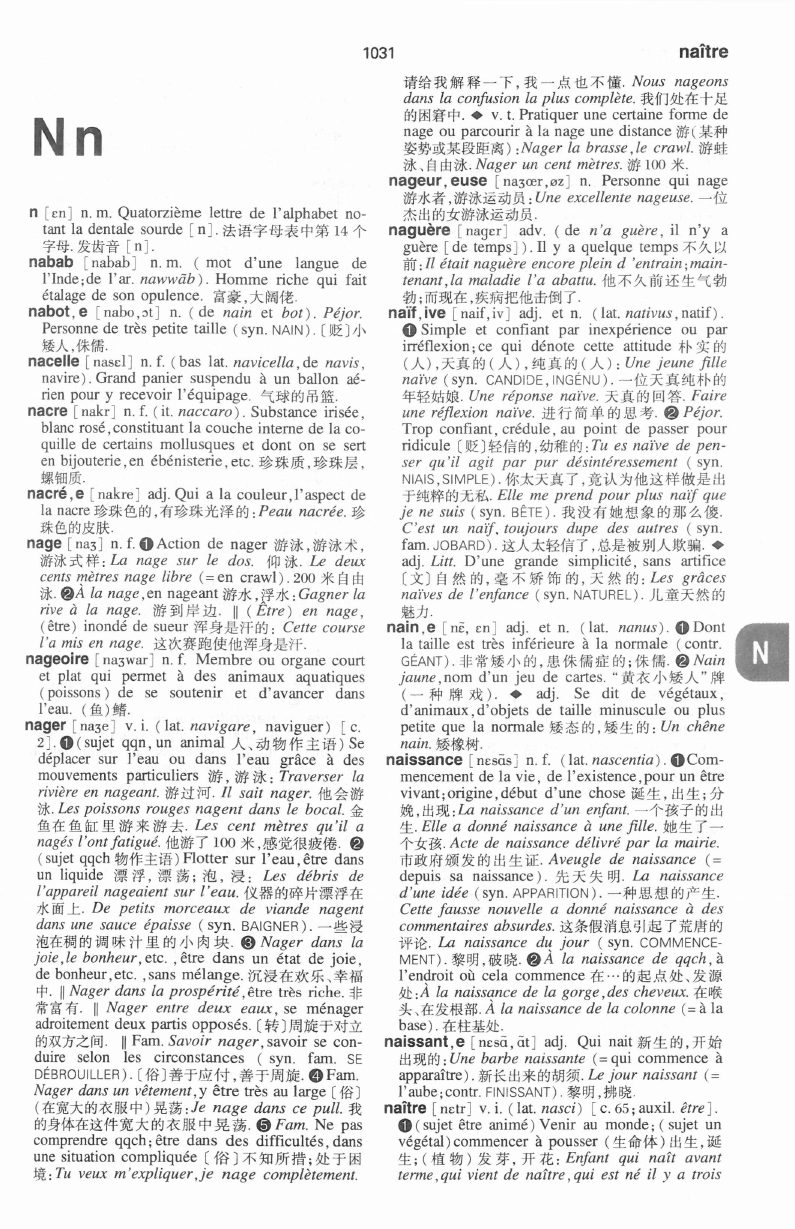 1031
naître
N n
n [ɛn] n. m. Quatorzième lettre de l'alphabet no-
tant la dentale sourde [n]. 法语字母表中第 14 个
字母. 发齿音 [n].
nabab [nabab] n. m. ( mot d'une langue de
l'Inde;de l'ar. nawwāb). Homme riche qui fait
étalage de son opulence. 富豪,大阔佬.
nabot, e [nabo,ɔt] n. ( de nain et bot). Péjor.
Personne de très petite taille (syn. NAIN).〔贬〕小
矮人,侏儒.
nacelle [nasɛl] n. f. (bas lat. navicella,de navis,
navire). Grand panier suspendu à un ballon aé-
rien pour y recevoir l'équipage. 气球的吊篮.
nacre [nakr] n. f. (it. naccaro). Substance irisée,
blanc rosé,constituant la couche interne de la co-
quille de certains mollusques et dont on se sert
en bijouterie,en ébénisterie,etc. 珍珠质,珍珠层,
螺钿质.
nacré,e [nakre] adj. Qui a la couleur,l'aspect de
la nacre 珍珠色的,有珍珠光泽的:Peau nacrée. 珍
珠色的皮肤.
nage [naʒ] n. f. ❶Action de nager 游泳,游泳术,
游泳式样: La nage sur le dos. 仰泳. Le deux
cents mètres nage libre (=en crawl). 200 米自由
泳. ❷À la nage,en nageant 游水,浮水:Gagner la
rive à la nage. 游到岸边. ‖ (Être) en nage,
(être) inondé de sueur 浑身是汗的: Cette course
l'a mis en nage. 这次赛跑使他浑身是汗.
nageoire [naʒwar] n. f. Membre ou organe court
et plat qui permet à des animaux aquatiques
(poissons) de se soutenir et d'avancer dans
l'eau. (鱼)鳍.
nager [naʒe] v. i. (lat. navigare, naviguer) [c.
2]. ❶(sujet qqn,un animal 人、动物作主语)Se
déplacer sur l'eau ou dans l'eau grâce à des
mouvements particuliers 游,游泳: Traverser la
rivière en nageant. 游过河. Il sait nager. 他会游
泳. Les poissons rouges nagent dans le bocal. 金
鱼在鱼缸里游来游去. Les cent mètres qu'il a
nagés l'ont fatigué. 他游了 100 米,感觉很疲倦. ❷
(sujet qqch 物作主语)Flotter sur l'eau,être dans
un liquide 漂浮,漂荡;泡,浸: Les débris de
l'appareil nageaient sur l'eau. 仪器的碎片漂浮在
水面上. De petits morceaux de viande nagent
dans une sauce épaisse (syn. BAIGNER). 一些浸
泡在稠的调味汁里的小肉块. ❸ Nager dans la
joie,le bonheur,etc. ,être dans un état de joie,
de bonheur,etc. ,sans mélange. 沉浸在欢乐、幸福
中. ‖ Nager dans la prospérité,être très riche. 非
常富有. ‖ Nager entre deux eaux, se ménager
adroitement deux partis opposés.〔转〕周旋于对立
的双方之间. ‖ Fam. Savoir nager,savoir se con-
duire selon les circonstances ( syn. fam. SE
DÉBROUILLER).〔俗〕善于应付,善于周旋. ❹ Fam.
Nager dans un vêtement,y être très au large〔俗〕
(在宽大的衣服中)晃荡:Je nage dans ce pull. 我
的身体在这件宽大的衣服中晃荡. ❺ Fam. Ne pas
comprendre qqch;être dans des difficultés,dans
une situation compliquée〔俗〕不知所措;处于困
境:Tu veux m'expliquer,je nage complètement.
请给我解释一下,我一点也不懂. Nous nageons
dans la confusion la plus complète. 我们处在十足
的困窘中. ◆ v. t. Pratiquer une certaine forme de
nage ou parcourir à la nage une distance 游(某种
姿势或某段距离):Nager la brasse,le crawl. 游蛙
泳、自由泳. Nager un cent mètres. 游 100 米.
nageur, euse [naʒœr,øz] n. Personne qui nage
游水者,游泳运动员:Une excellente nageuse. 一位
杰出的女游泳运动员.
naguère [nagɛr] adv. ( de n'a guère, il n'y a
guère [de temps]). Il y a quelque temps 不久以
前:Il était naguère encore plein d 'entrain;main-
tenant,la maladie l'a abattu. 他不久前还生气勃
勃;而现在,疾病把他击倒了.
naïf,ive [naif,iv] adj. et n. (lat. nativus,natif).
❶ Simple et confiant par inexpérience ou par
irréflexion;ce qui dénote cette attitude 朴实的
(人),天真的(人),纯真的(人): Une jeune fille
naïve (syn. CANDIDE,INGÉNU). 一位天真纯朴的
年轻姑娘. Une réponse naïve. 天真的回答. Faire
une réflexion naïve. 进行简单的思考. ❷ Péjor.
Trop confiant,crédule,au point de passer pour
ridicule〔贬〕轻信的,幼稚的:Tu es naïve de pen-
ser qu'il agit par pur désintéressement ( syn.
NIAIS,SIMPLE). 你太天真了,竟认为他这样做是出
于纯粹的无私. Elle me prend pour plus naïf que
je ne suis (syn. BÊTE). 我没有她想象的那么傻.
C'est un naïf, toujours dupe des autres ( syn.
fam. JOBARD). 这人太轻信了,总是被别人欺骗. ◆
adj. Litt. D'une grande simplicité, sans artifice
〔文〕自然的,毫不矫饰的,天然的: Les grâces
naïves de l'enfance (syn. NATUREL). 儿童天然的
魅力.
nain,e [nɛ̃, ɛn] adj. et n. (lat. nanus). ❶ Dont
la taille est très inférieure à la normale (contr.
GÉANT). 非常矮小的,患侏儒症的;侏儒. ❷ Nain
jaune,nom d'un jeu de cartes. “黄衣小矮人”牌
(一种牌戏). ◆ adj. Se dit de végétaux,
d'animaux,d'objets de taille minuscule ou plus
petite que la normale 矮态的,矮生的: Un chêne
nain. 矮橡树.
naissance [nɛsɑ̃s] n. f. (lat. nascentia). ❶Com-
mencement de la vie, de l'existence,pour un être
vivant;origine,début d'une chose 诞生,出生;分
娩,出现:La naissance d'un enfant. 一个孩子的出
生. Elle a donné naissance à une fille. 她生了一
个女孩. Acte de naissance délivré par la mairie.
市政府颁发的出生证. Aveugle de naissance (=
depuis sa naissance). 先天失明. La naissance
d'une idée (syn. APPARITION). 一种思想的产生.
Cette fausse nouvelle a donné naissance à des
commentaires absurdes. 这条假消息引起了荒唐的
评论. La naissance du jour ( syn. COMMENCE-
MENT). 黎明,破晓. ❷À la naissance de qqch,à
l'endroit où cela commence 在…的起点处、发源
处:À la naissance de la gorge,des cheveux. 在喉
头、在发根部. À la naissance de la colonne (=à la
base). 在柱基处.
naissant,e [nɛsɑ̃,ɑ̃t] adj. Qui nait 新生的,开始
出现的:Une barbe naissante (=qui commence à
apparaître). 新长出来的胡须. Le jour naissant (=
l'aube;contr. FINISSANT). 黎明,拂晓.
naître [nɛtr] v. i. (lat. nasci) [c. 65;auxil. être].
❶(sujet être animé) Venir au monde; (sujet un
végétal)commencer à pousser (生命体)出生,诞
生;(植物)发芽,开花: Enfant qui naît avant
terme,qui vient de naître,qui est né il y a trois
N